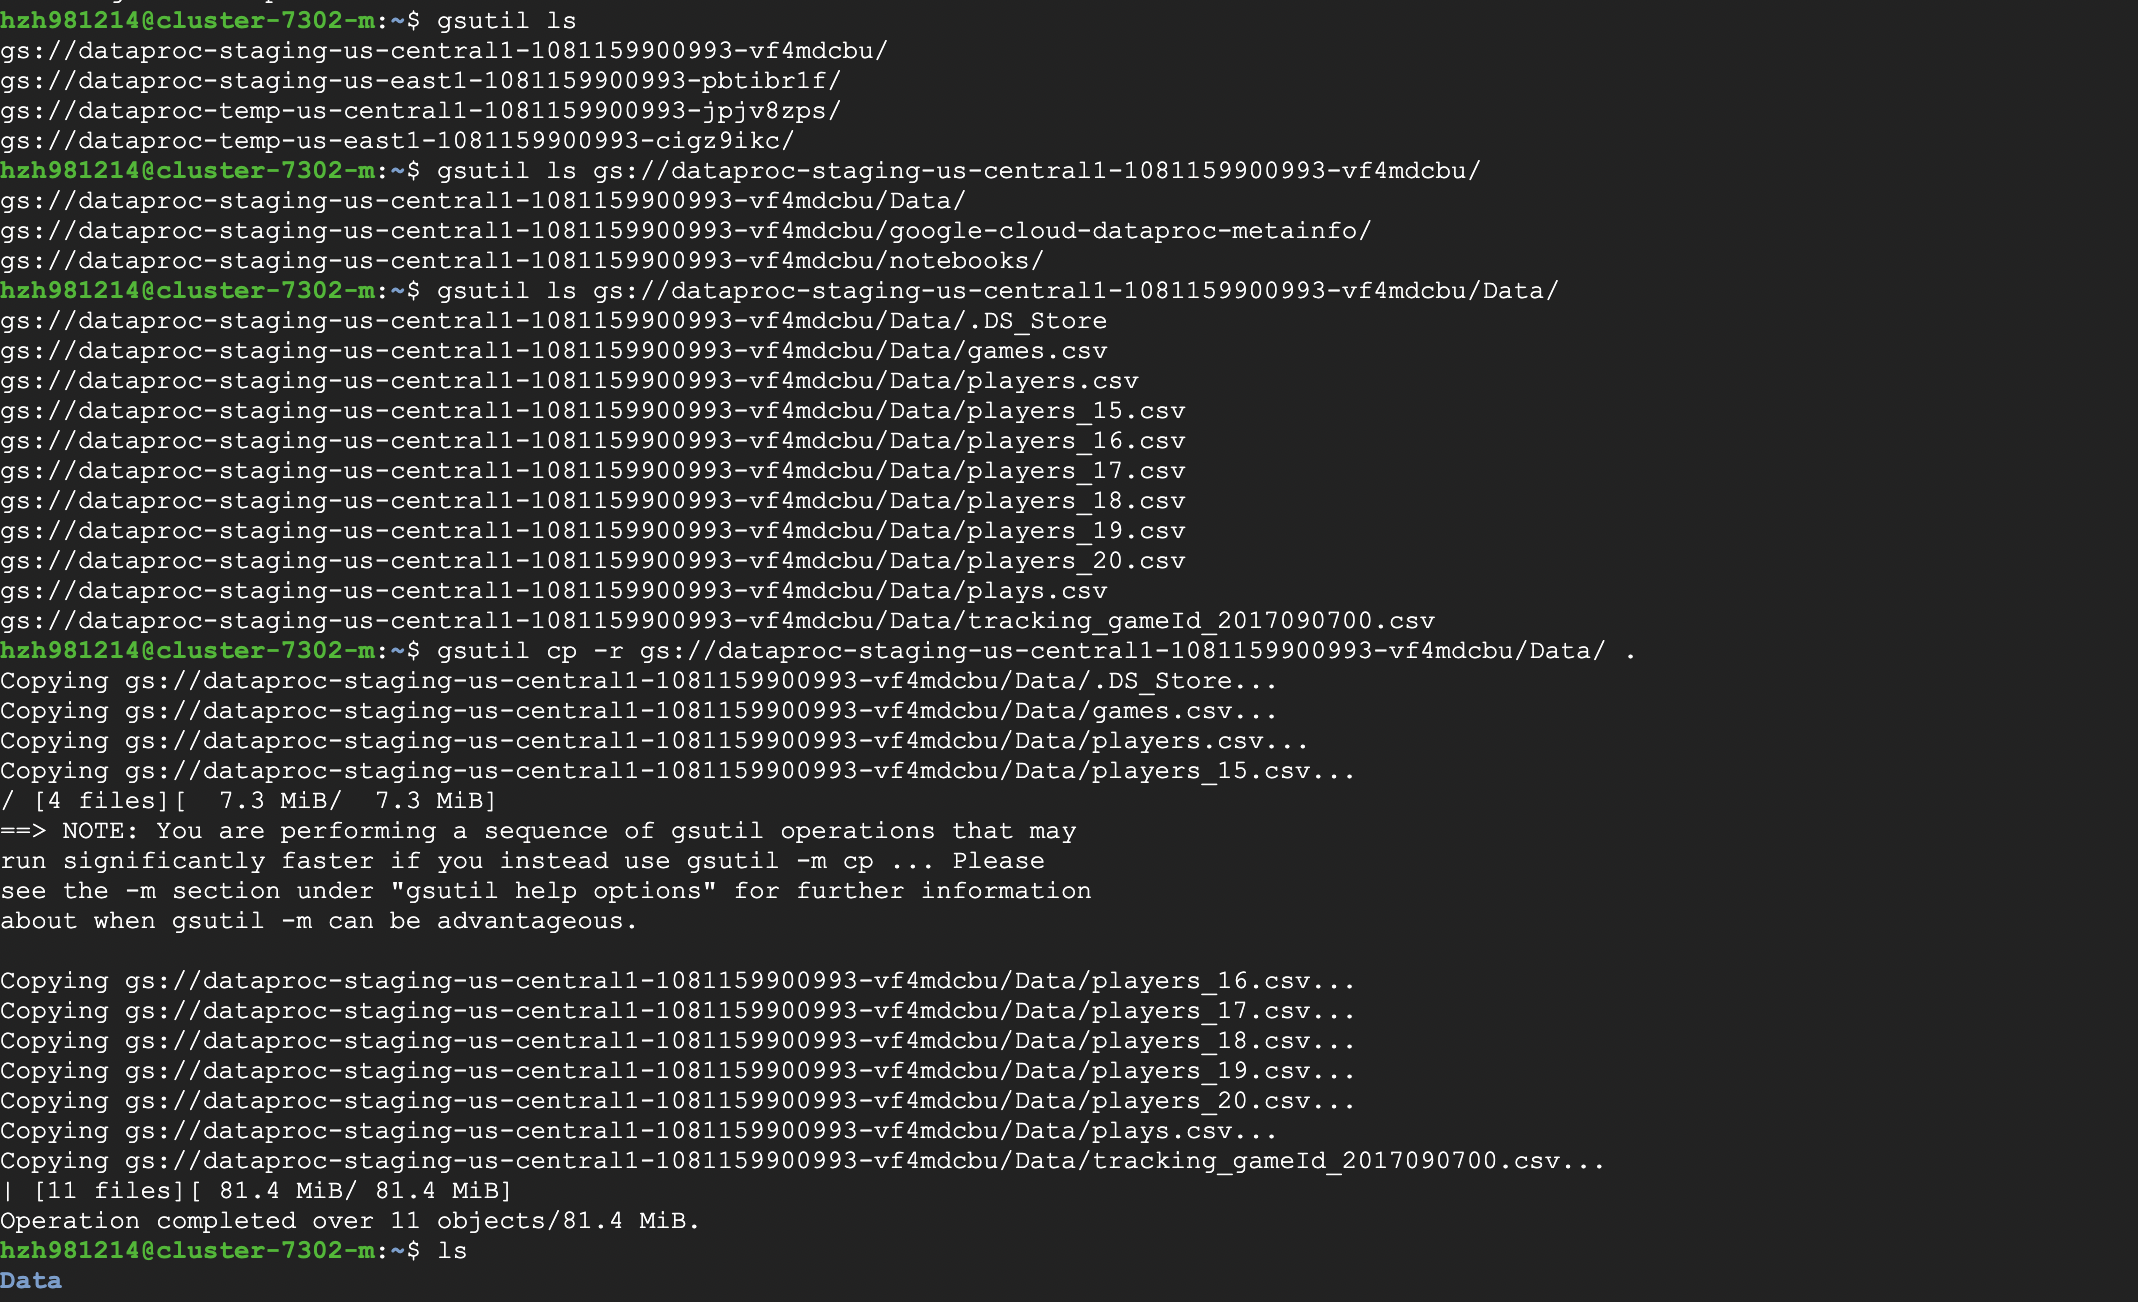 hzh981214@cluster-7302-m:~$ gsutil ls
gs://dataproc-staging-us-central1-1081159900993-vf4mdcbu/
gs://dataproc-staging-us-east1-1081159900993-pbtibr1f/
gs://dataproc-temp-us-central1-1081159900993-jpjv8zps/
gs://dataproc-temp-us-east1-1081159900993-cigz9ikc/
hzh981214@cluster-7302-m:~$ gsutil ls gs://dataproc-staging-us-central1-1081159900993-vf4mdcbu/
gs://dataproc-staging-us-central1-1081159900993-vf4mdcbu/Data/
gs://dataproc-staging-us-central1-1081159900993-vf4mdcbu/google-cloud-dataproc-metainfo/
gs://dataproc-staging-us-central1-1081159900993-vf4mdcbu/notebooks/
hzh981214@cluster-7302-m:~$ gsutil ls gs://dataproc-staging-us-central1-1081159900993-vf4mdcbu/Data/
gs://dataproc-staging-us-central1-1081159900993-vf4mdcbu/Data/.DS_Store
gs://dataproc-staging-us-central1-1081159900993-vf4mdcbu/Data/games.csv
gs://dataproc-staging-us-central1-1081159900993-vf4mdcbu/Data/players.csv
gs://dataproc-staging-us-central1-1081159900993-vf4mdcbu/Data/players_15.csv
gs://dataproc-staging-us-central1-1081159900993-vf4mdcbu/Data/players_16.csv
gs://dataproc-staging-us-central1-1081159900993-vf4mdcbu/Data/players_17.csv
gs://dataproc-staging-us-central1-1081159900993-vf4mdcbu/Data/players_18.csv
gs://dataproc-staging-us-central1-1081159900993-vf4mdcbu/Data/players_19.csv
gs://dataproc-staging-us-central1-1081159900993-vf4mdcbu/Data/players_20.csv
gs://dataproc-staging-us-central1-1081159900993-vf4mdcbu/Data/plays.csv
gs://dataproc-staging-us-central1-1081159900993-vf4mdcbu/Data/tracking_gameId_2017090700.csv
hzh981214@cluster-7302-m:~$ gsutil cp -r gs://dataproc-staging-us-central1-1081159900993-vf4mdcbu/Data/ .
Copying gs://dataproc-staging-us-central1-1081159900993-vf4mdcbu/Data/.DS_Store...
Copying gs://dataproc-staging-us-central1-1081159900993-vf4mdcbu/Data/games.csv...
Copying gs://dataproc-staging-us-central1-1081159900993-vf4mdcbu/Data/players.csv...
Copying gs://dataproc-staging-us-central1-1081159900993-vf4mdcbu/Data/players_15.csv...
/ [4 files][  7.3 MiB/  7.3 MiB]
==> NOTE: You are performing a sequence of gsutil operations that may
run significantly faster if you instead use gsutil -m cp ... Please
see the -m section under "gsutil help options" for further information
about when gsutil -m can be advantageous.

Copying gs://dataproc-staging-us-central1-1081159900993-vf4mdcbu/Data/players_16.csv...
Copying gs://dataproc-staging-us-central1-1081159900993-vf4mdcbu/Data/players_17.csv...
Copying gs://dataproc-staging-us-central1-1081159900993-vf4mdcbu/Data/players_18.csv...
Copying gs://dataproc-staging-us-central1-1081159900993-vf4mdcbu/Data/players_19.csv...
Copying gs://dataproc-staging-us-central1-1081159900993-vf4mdcbu/Data/players_20.csv...
Copying gs://dataproc-staging-us-central1-1081159900993-vf4mdcbu/Data/plays.csv...
Copying gs://dataproc-staging-us-central1-1081159900993-vf4mdcbu/Data/tracking_gameId_2017090700.csv...
| [11 files][ 81.4 MiB/ 81.4 MiB]
Operation completed over 11 objects/81.4 MiB.
hzh981214@cluster-7302-m:~$ ls
Data